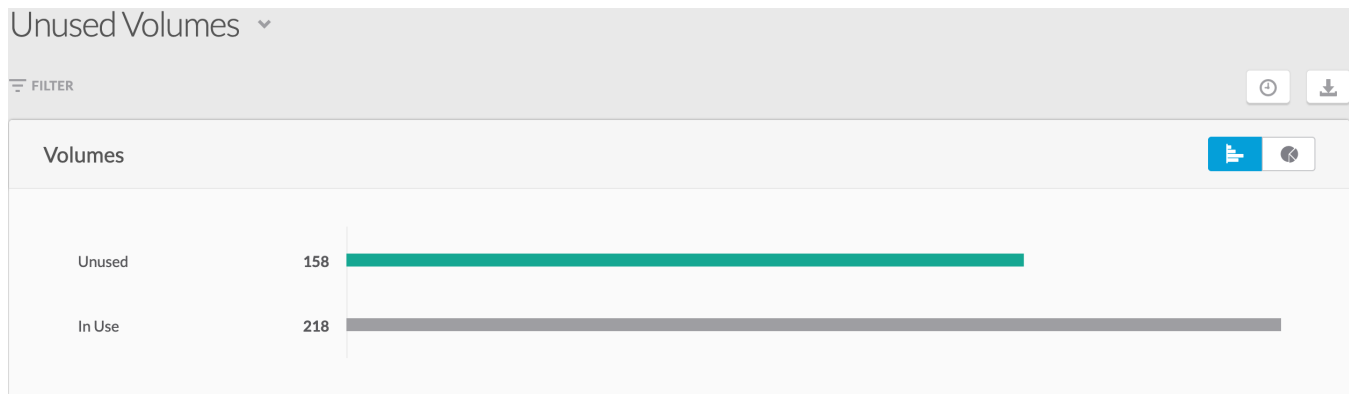 Unused Volumes
FILTER
Volumes
Unused 158
In Use 218